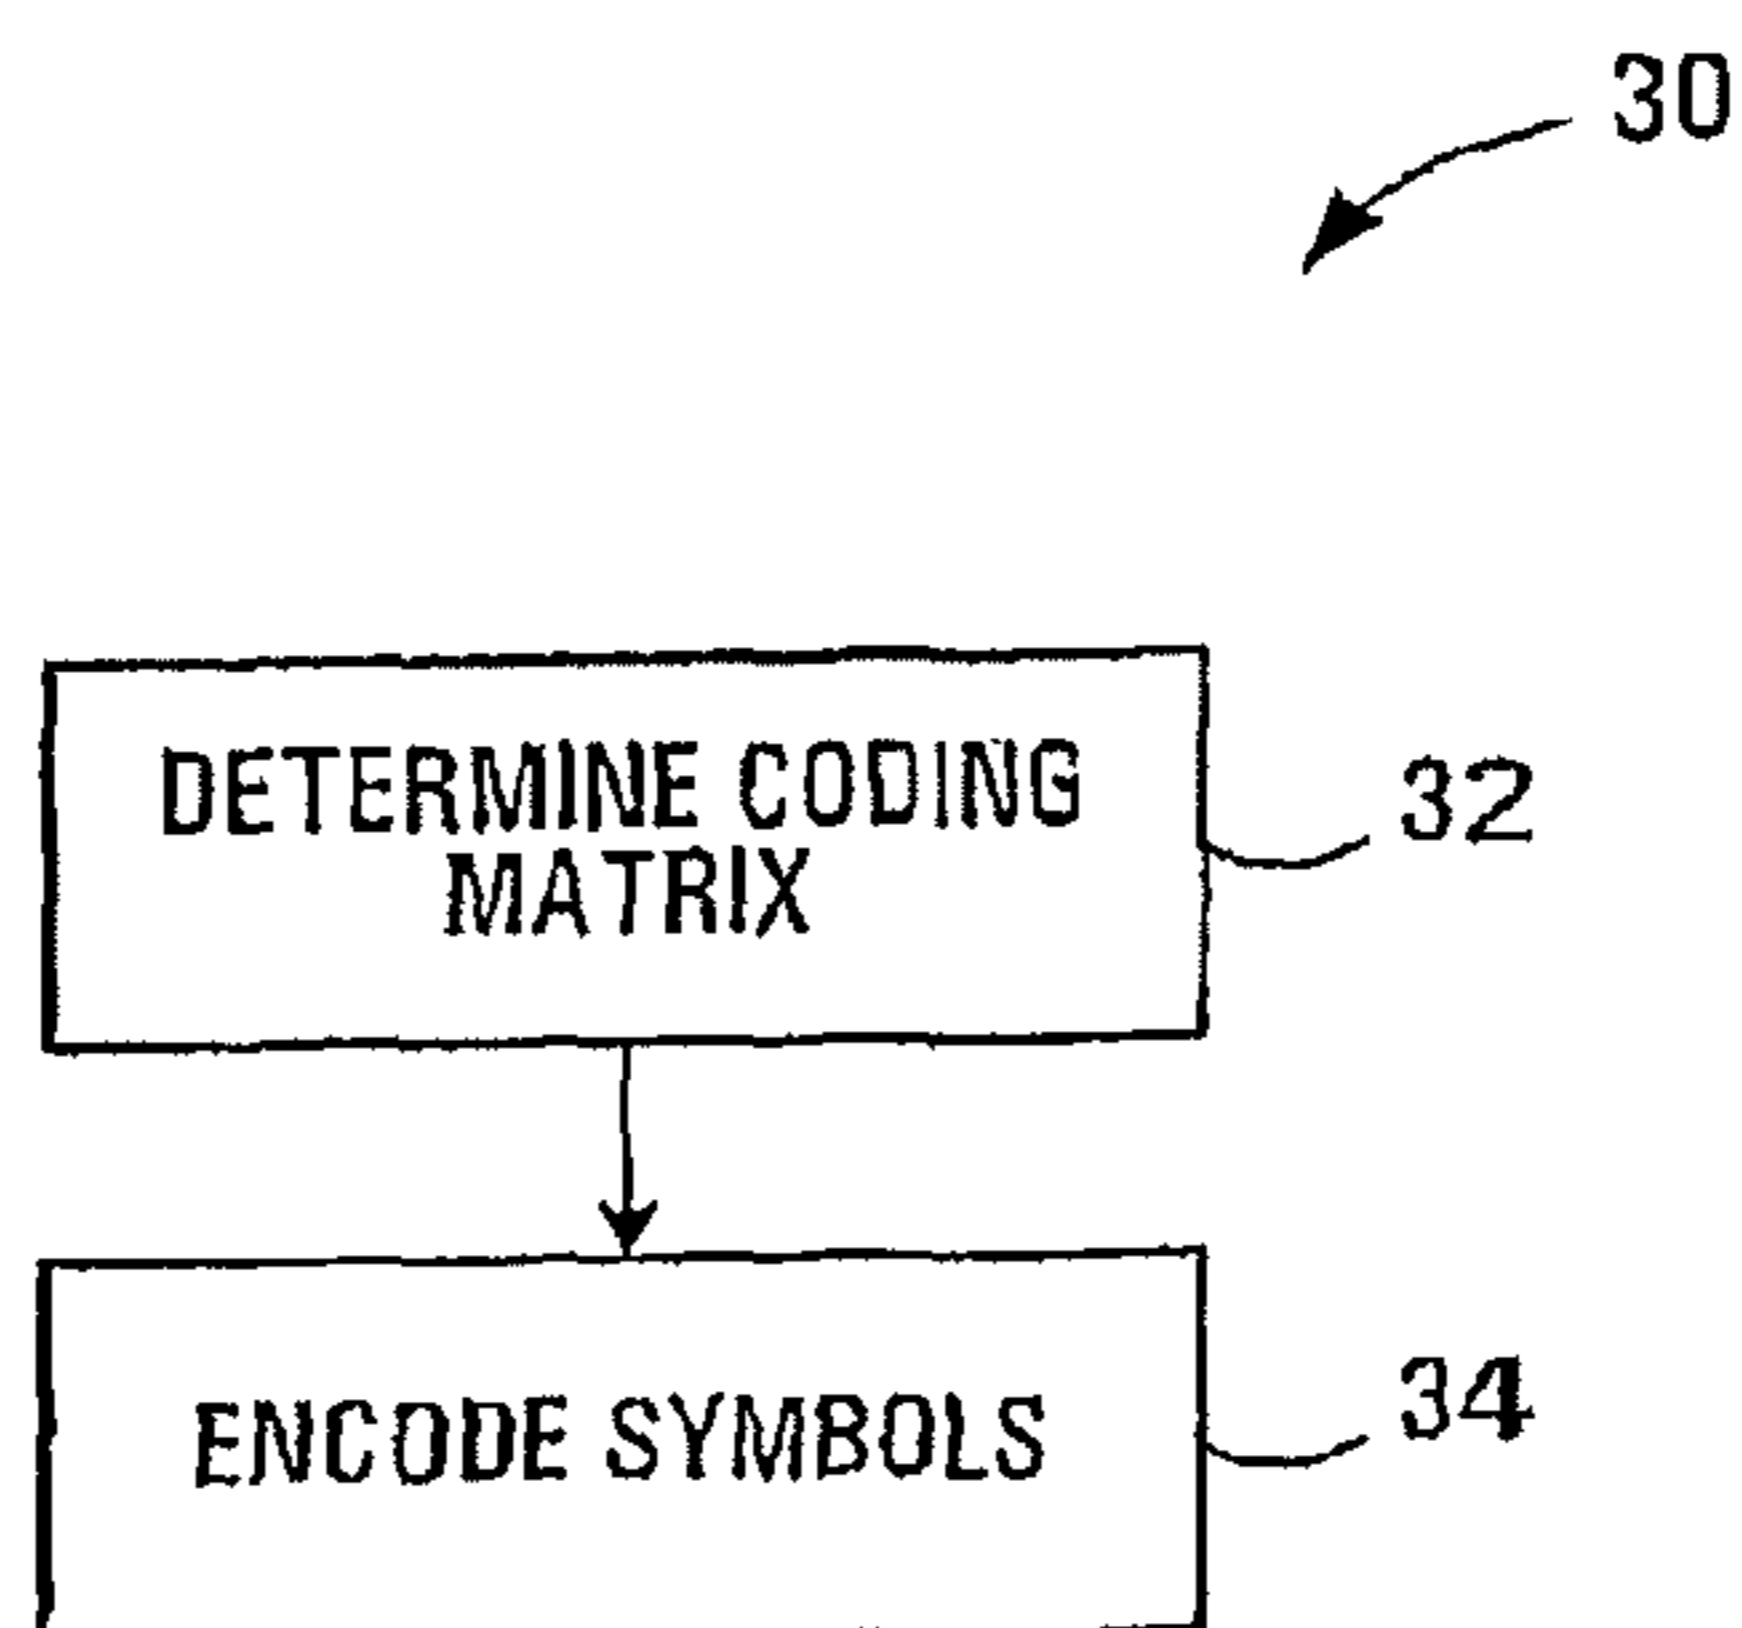 30
DETERMINE CODING
MATRIX
32
ENCODE SYMBOLS
34